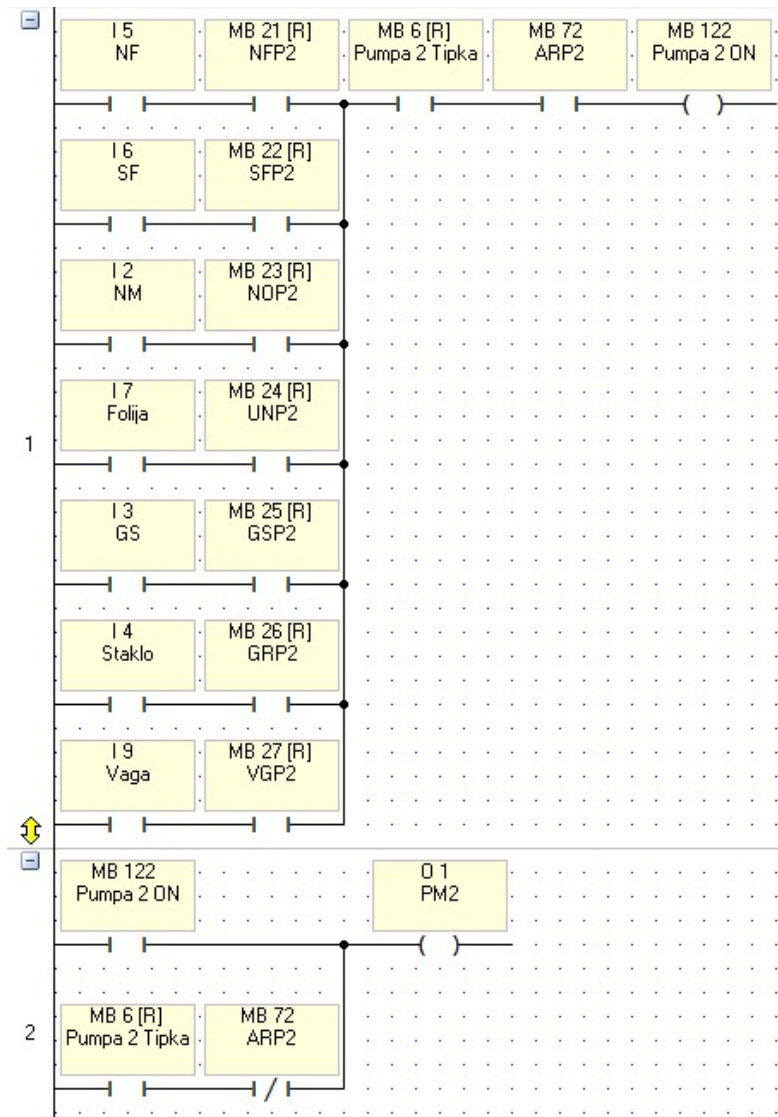 I 5
NF
MB 21 [R]
NFP2
MB 6 [R]
Pumpa 2 Tipka
MB 72
ARP2
MB 122
Pumpa 2 ON
I 6
SF
MB 22 [R]
SFP2
I 2
NM
MB 23 [R]
NOP2
I 7
Folija
MB 24 [R]
UNP2
1
I 3
GS
MB 25 [R]
GSP2
I 4
Staklo
MB 26 [R]
GRP2
I 9
Vaga
MB 27 [R]
VGP2
MB 122
Pumpa 2 ON
O 1
PM2
2
MB 6 [R]
Pumpa 2 Tipka
MB 72
ARP2